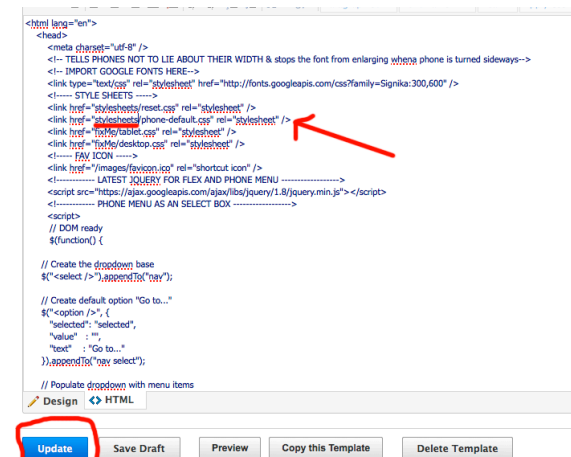 <html lang="en">
<head>
<meta charset="utf-8" />
<!-- TELLS PHONES NOT TO LIE ABOUT THEIR WIDTH & stops the font from enlarging whena phone is turned sideways-->
<!-- IMPORT GOOGLE FONTS HERE-->
<link type="text/css" rel="stylesheet" href="http://fonts.googleapis.com/css?family=Signika:300,600" />
<!----- STYLE SHEETS ----->
<link href="stylesheets/reset.css" rel="stylesheet" />
<link href="stylesheets/phone-default.css" rel="stylesheet" />
<link href="fixMe/tablet.css" rel="stylesheet" />
<link href="fixMe/desktop.css" rel="stylesheet" />
<!----- FAV ICON ----->
<link href="/images/favicon.ico" rel="shortcut icon" />
<!------------ LATEST JQUERY FOR FLEX AND PHONE MENU ------------------>
<script src="https://ajax.googleapis.com/ajax/libs/jquery/1.8/jquery.min.js"></script>
<!------------ PHONE MENU AS AN SELECT BOX ------------------>
<script>
// DOM ready
$(function() {
// Create the dropdown base
$("<select />").appendTo("nav");
// Create default option "Go to..."
$("<option />", {
"selected": "selected",
"value" : "",
"text" : "Go to..."
}).appendTo("nav select");
// Populate dropdown with menu items
Design <> HTML
Update Save Draft Preview Copy this Template Delete Template